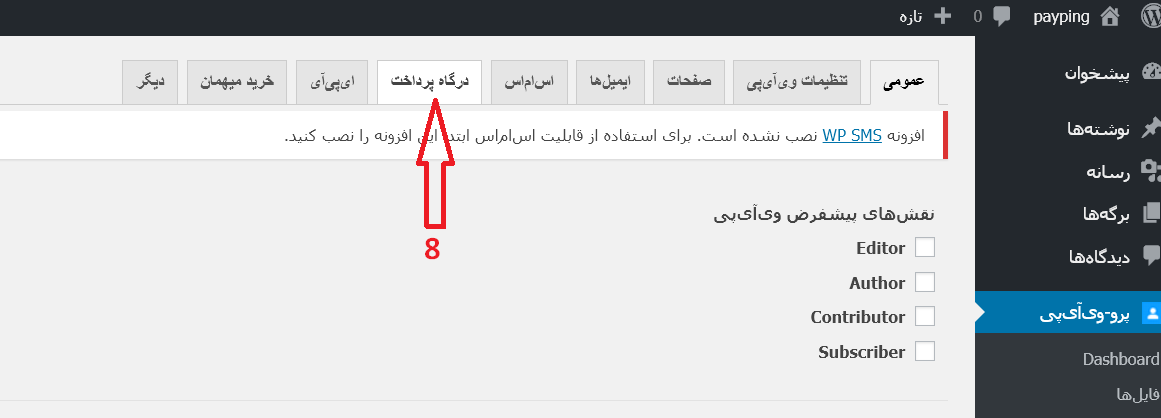 payping 0 تازه
پیشخوان
نوشته‌ها
رسانه
برگه‌ها
دیدگاه‌ها
پرو-وی‌آی‌پی
Dashboard
فایل‌ها
عمومی تنظیمات وی‌آی‌پی صفحات ایمیل‌ها اس‌ام‌اس درگاه پرداخت ای‌پی‌آی خرید میهمان دیگر
افزونه WP SMS نصب نشده است. برای استفاده از قابلیت اس‌ام‌اس این افزونه را نصب کنید.
8
نقش‌های پیشفرض وی‌آی‌پی
Editor
Author
Contributor
Subscriber